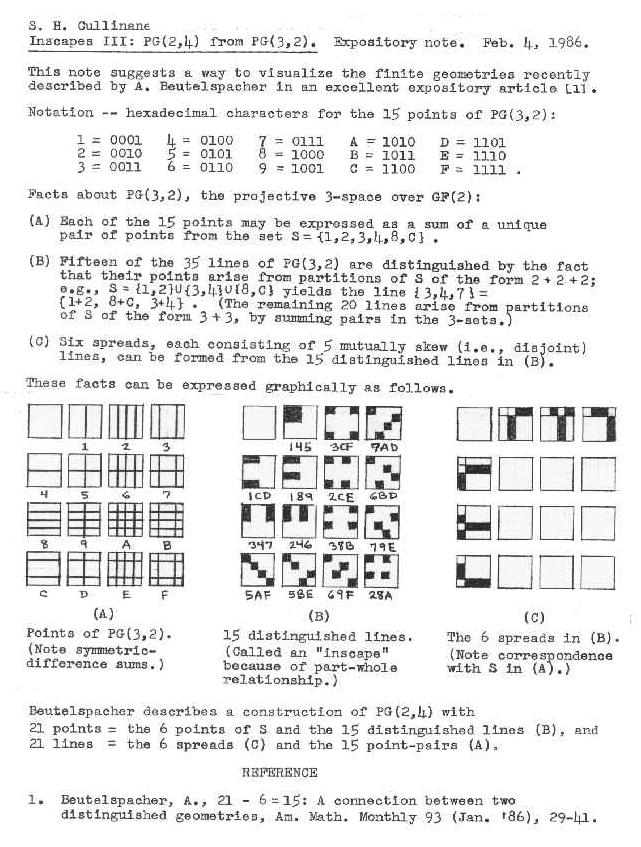 S. H. Cullinane
Inscapes III: PG(2,4) from PG(3,2). Expository note. Feb. 4, 1986.
This note suggests a way to visualize the finite geometries recently
described by A. Beutelspacher in an excellent expository article [1].
Notation -- hexadecimal characters for the 15 points of PG(3,2):
1 = 0001 4 = 0100 7 = 0111 A = 1010 D = 1101
2 = 0010 5 = 0101 8 = 1000 B = 1011 E = 1110
3 = 0011 6 = 0110 9 = 1001 C = 1100 F = 1111 .
Facts about PG(3,2), the projective 3-space over GF(2):
(A) Each of the 15 points may be expressed as a sum of a unique
pair of points from the set S = {1,2,3,4,8,C} .
(B) Fifteen of the 35 lines of PG(3,2) are distinguished by the fact
that their points arise from partitions of S of the form 2 + 2 + 2;
e.g., S = {1,2}U{3,4}U{8,C} yields the line {3,4,7} =
{1+2, 8+C, 3+4} . (The remaining 20 lines arise from partitions
of S of the form 3 + 3, by summing pairs in the 3-sets.)
(C) Six spreads, each consisting of 5 mutually skew (i.e., disjoint)
lines, can be formed from the 15 distinguished lines in (B).
These facts can be expressed graphically as follows.
1 2 3
4 5 6 7
8 9 A B
C D E F
(A)
Points of PG(3,2).
(Note symmetric-
difference sums.)
145 3CF 7AD
1CD 189 2CE 6BD
347 246 38B 79E
5AF 58E 69F 28A
(B)
15 distinguished lines.
(Called an "inscape"
because of part-whole
relationship.)
(C)
The 6 spreads in (B).
(Note correspondence
with S in (A).)
Beutelspacher describes a construction of PG(2,4) with
21 points = the 6 points of S and the 15 distinguished lines (B), and
21 lines = the 6 spreads (C) and the 15 point-pairs (A).
REFERENCE
1. Beutelspacher, A., 21 - 6 = 15: A connection between two
distinguished geometries, Am. Math. Monthly 93 (Jan. '86), 29-41.